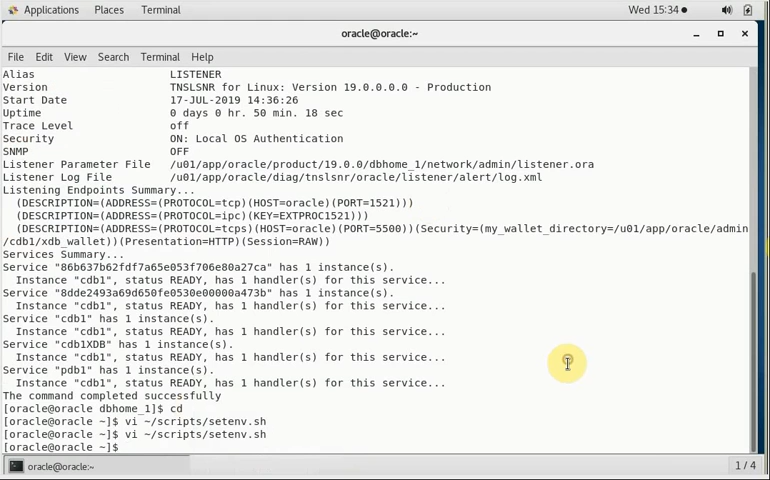 Applications Places Terminal Wed 15:34
oracle@oracle:~
File Edit View Search Terminal Help
Alias LISTENER
Version TNSLSNR for Linux: Version 19.0.0.0.0 - Production
Start Date 17-JUL-2019 14:36:26
Uptime 0 days 0 hr. 50 min. 18 sec
Trace Level off
Security ON: Local OS Authentication
SNMP OFF
Listener Parameter File /u01/app/oracle/product/19.0.0/dbhome_1/network/admin/listener.ora
Listener Log File /u01/app/oracle/diag/tnslsnr/oracle/listener/alert/log.xml
Listening Endpoints Summary...
(DESCRIPTION=(ADDRESS=(PROTOCOL=tcp)(HOST=oracle)(PORT=1521)))
(DESCRIPTION=(ADDRESS=(PROTOCOL=ipc)(KEY=EXTPROC1521)))
(DESCRIPTION=(ADDRESS=(PROTOCOL=tcps)(HOST=oracle)(PORT=5500))(Security=(my_wallet_directory=/u01/app/oracle/admin
/cdb1/xdb_wallet))(Presentation=HTTP)(Session=RAW))
Services Summary...
Service "86b637b62fdf7a65e053f706e80a27ca" has 1 instance(s).
Instance "cdb1", status READY, has 1 handler(s) for this service...
Service "8dde2493a69d650fe0530e00000a473b" has 1 instance(s).
Instance "cdb1", status READY, has 1 handler(s) for this service...
Service "cdb1" has 1 instance(s).
Instance "cdb1", status READY, has 1 handler(s) for this service...
Service "cdb1XDB" has 1 instance(s).
Instance "cdb1", status READY, has 1 handler(s) for this service...
Service "pdb1" has 1 instance(s).
Instance "cdb1", status READY, has 1 handler(s) for this service...
The command completed successfully
[oracle@oracle dbhome_1]$ cd
[oracle@oracle ~]$ vi ~/scripts/setenv.sh
[oracle@oracle ~]$ vi ~/scripts/setenv.sh
[oracle@oracle ~]$
oracle@oracle:~ 1 / 4